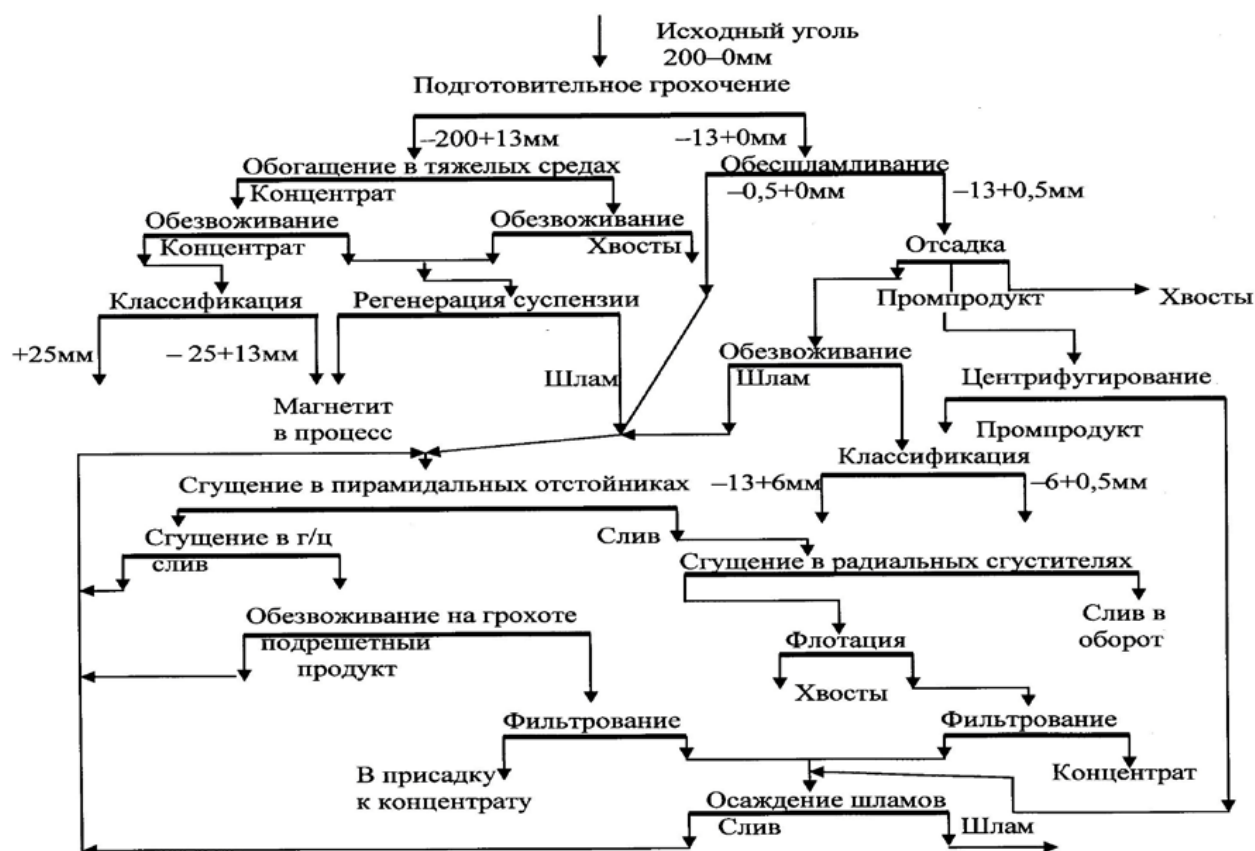 Исходный уголь
200–0мм
Подготовительное грохочение
–200+13мм
–13+0мм
Обогащение в тяжелых средах
Обесшламливание
Концентрат
–0,5+0мм
–13+0,5мм
Обезвоживание
Обезвоживание
Концентрат
Хвосты
Отсадка
Классификация
Регенерация суспензии
Промпродукт
Хвосты
+25мм
– 25+13мм
Шлам
Обезвоживание
Шлам
Центрифугирование
Магнетит
в процесс
Промпродукт
Классификация
Сгущение в пирамидальных отстойниках
–13+6мм
–6+0,5мм
Сгущение в г/ц
слив
Слив
Сгущение в радиальных сгустителях
Обезвоживание на грохоте
подрешетный
продукт
Слив в
оборот
Флотация
Хвосты
Фильтрование
Фильтрование
В присадку
к концентрату
Концентрат
Осаждение шламов
Слив
Шлам